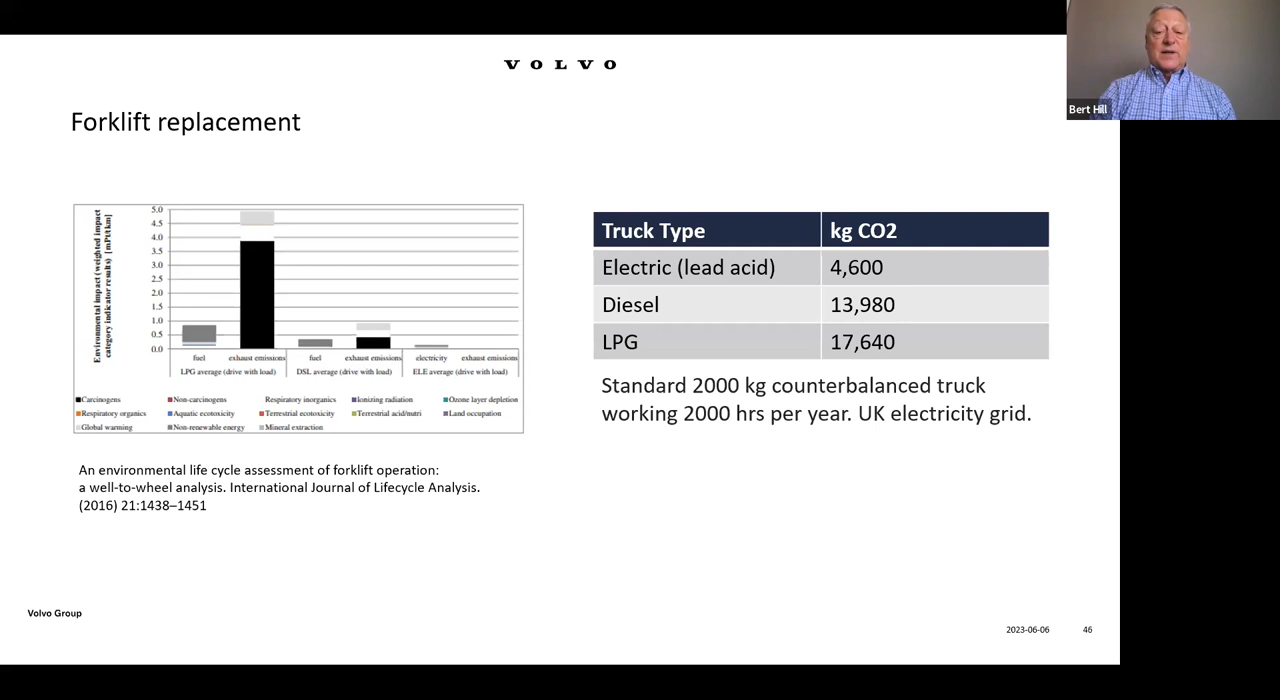 VOLVO
Bert Hill
Forklift replacement
Environmental impact (weighted impact
category indicator results) [mPt/tkm]
5.0
4.5
4.0
3.5
3.0
2.5
2.0
1.5
1.0
0.5
0.0
fuel exhaust emissions fuel exhaust emissions electricity exhaust emissions
LPG average (drive with load) DSL average (drive with load) ELE average (drive with load)
Carcinogens Non-carcinogens Respiratory inorganics Ionizing radiation Ozone layer depletion
Respiratory organics Aquatic ecotoxicity Terrestrial ecotoxicity Terrestrial acid/nutri Land occupation
Global warming Non-renewable energy Mineral extraction
An environmental life cycle assessment of forklift operation:
a well-to-wheel analysis. International Journal of Lifecycle Analysis.
(2016) 21:1438–1451
Truck Type kg CO2
Electric (lead acid) 4,600
Diesel 13,980
LPG 17,640
Standard 2000 kg counterbalanced truck
working 2000 hrs per year. UK electricity grid.
Volvo Group
2023-06-06 46